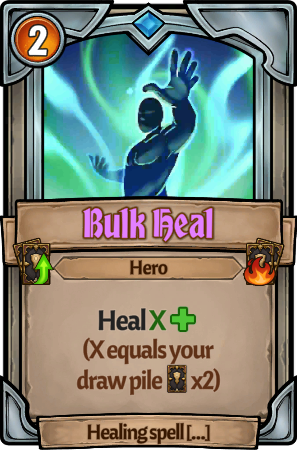 2
Bulk Heal
Hero
Heal X
(X equals your
draw pile x2)
Healing spell [...]